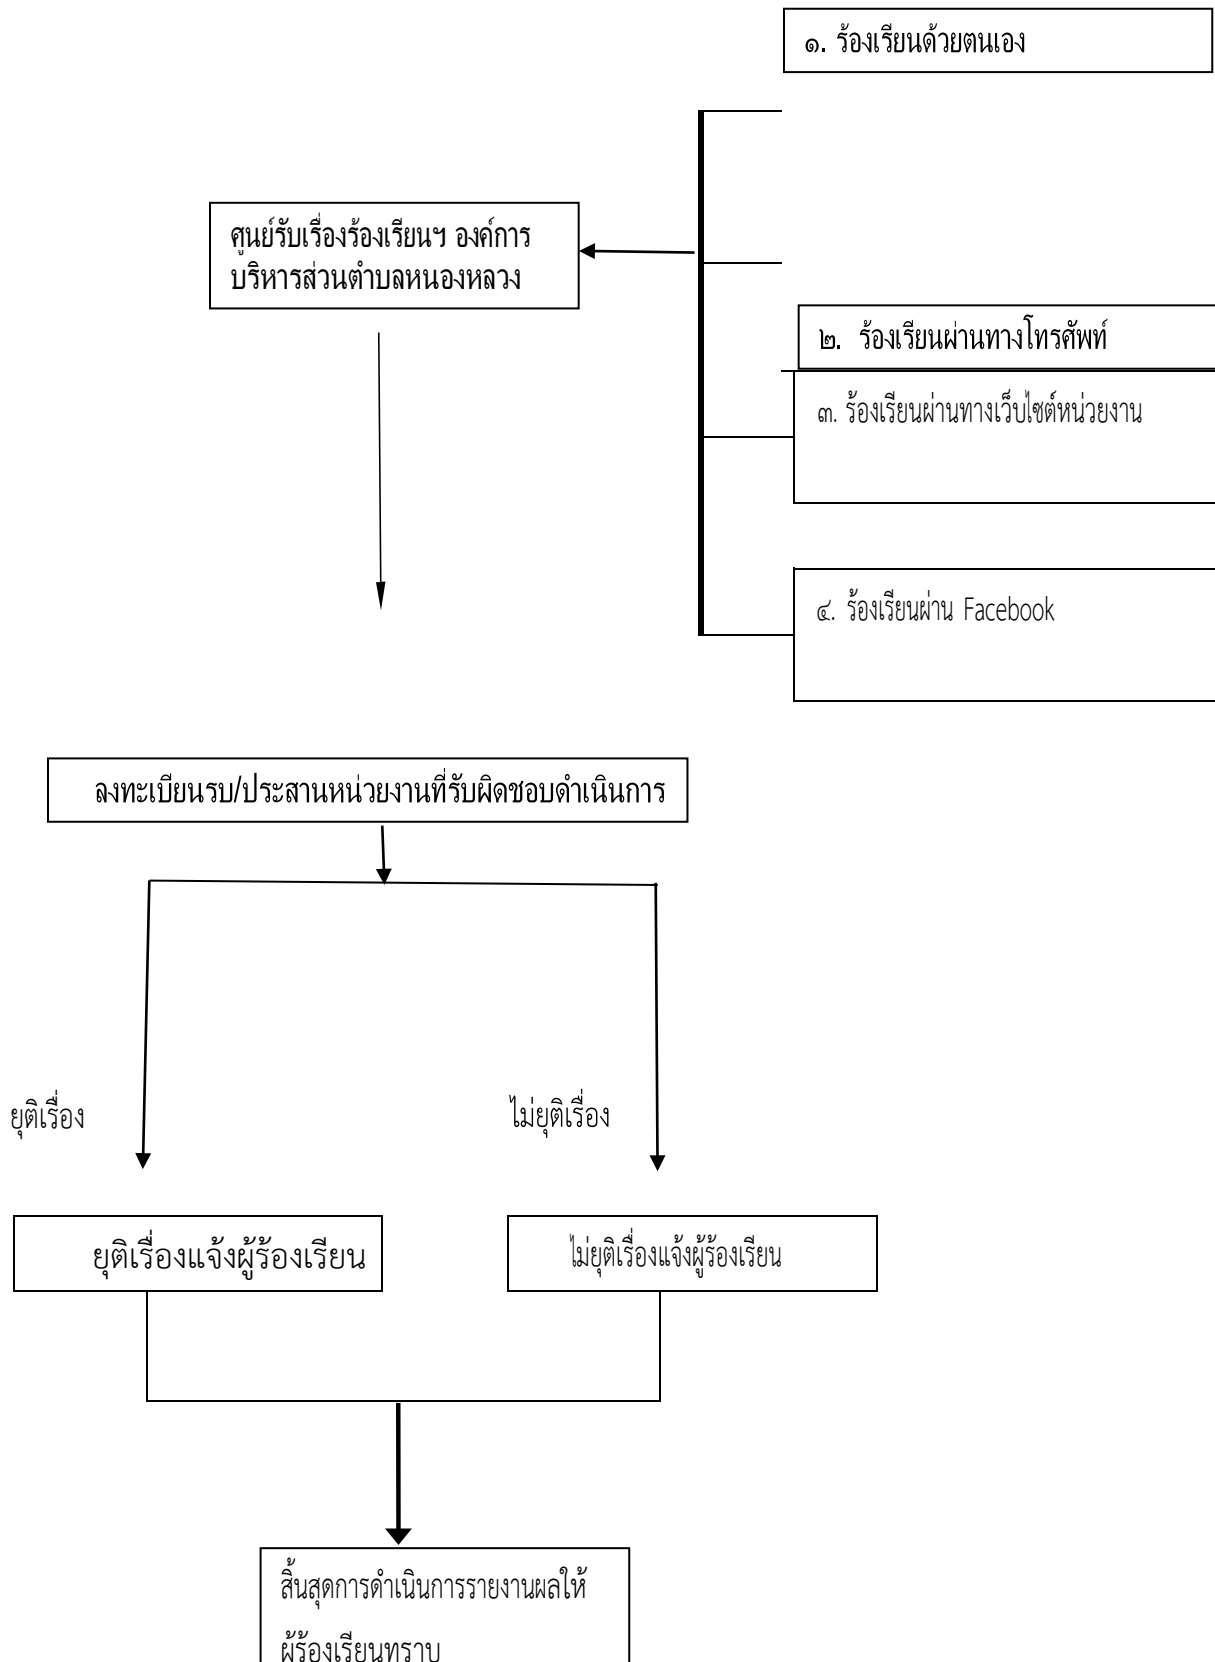 ๑. ร้องเรียนด้วยตนเอง
ศูนย์รับเรื่องร้องเรียนฯ องค์การ
บริหารส่วนตำบลหนองหลวง
๒. ร้องเรียนผ่านทางโทรศัพท์
๓. ร้องเรียนผ่านทางเว็บไซต์หน่วยงาน
๔. ร้องเรียนผ่าน Facebook
ลงทะเบียนรบ/ประสานหน่วยงานที่รับผิดชอบดำเนินการ
ยุติเรื่อง
ไม่ยุติเรื่อง
ยุติเรื่องแจ้งผู้ร้องเรียน
ไม่ยุติเรื่องแจ้งผู้ร้องเรียน
สิ้นสุดการดำเนินการรายงานผลให้
ผู้ร้องเรียนทราบ